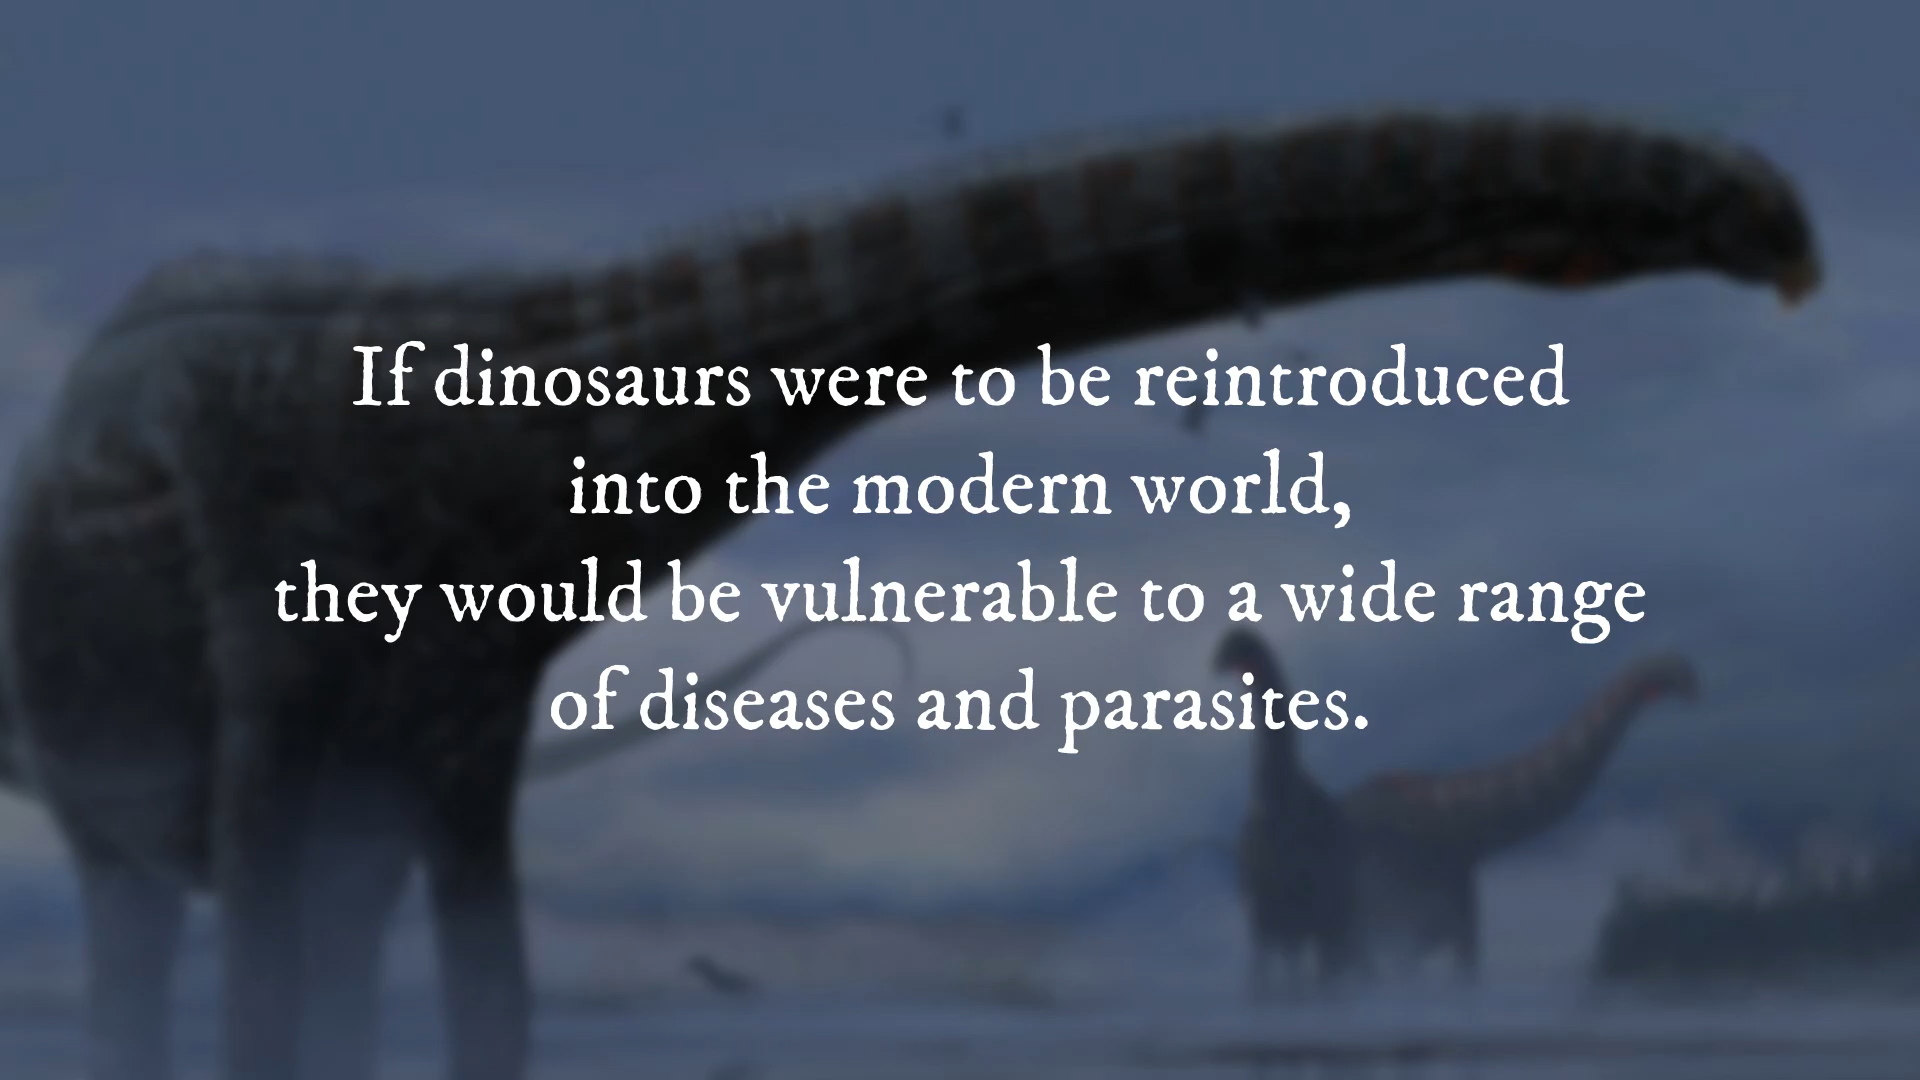 If dinosaurs were to be reintroduced
into the modern world,
they would be vulnerable to a wide range
of diseases and parasites.